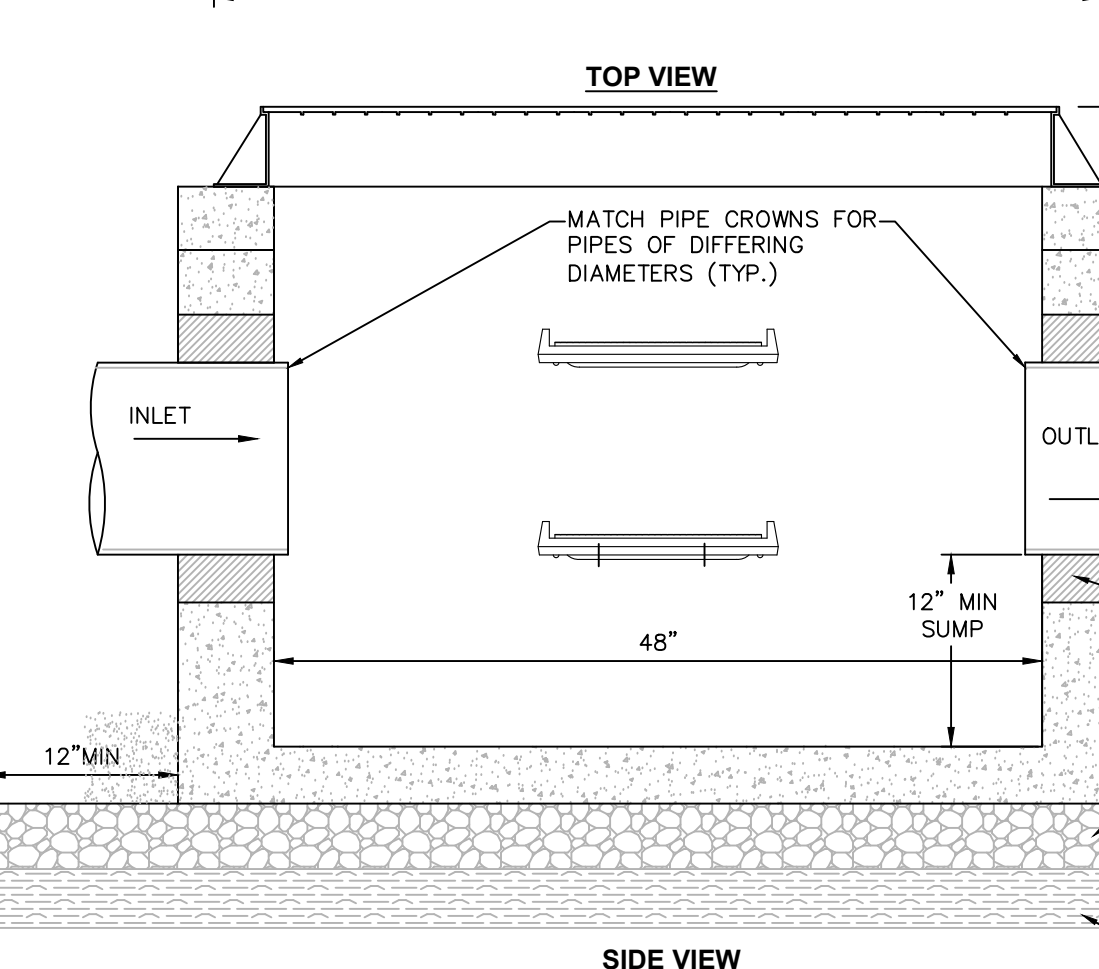 TOP VIEW
MATCH PIPE CROWNS FOR
PIPES OF DIFFERING
DIAMETERS (TYP.)
INLET
OUTL
12” MIN
SUMP
48”
12”MIN
SIDE VIEW